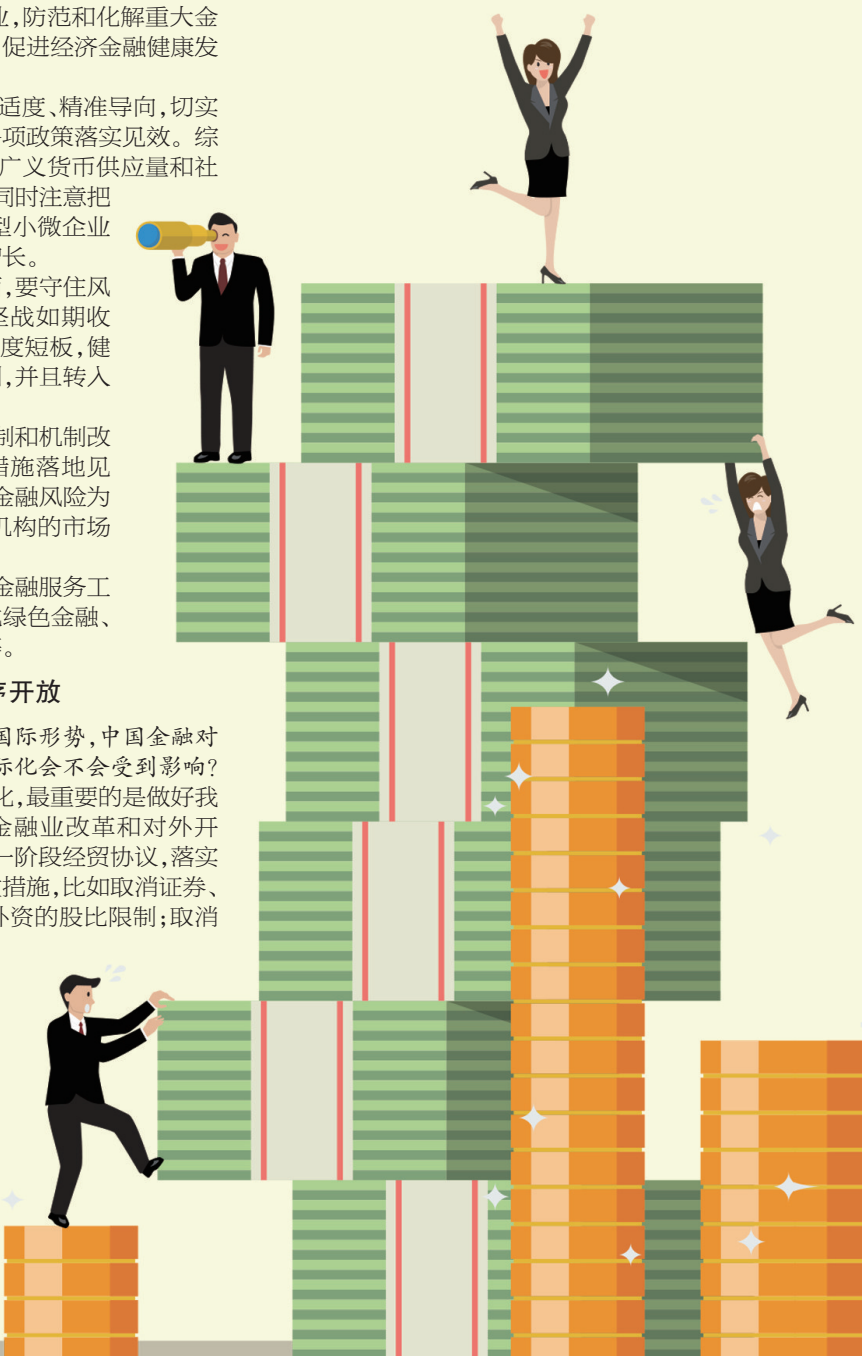 业,防范和化解重大金
促进经济金融健康发
适度、精准导向,切实
项政策落实见效。综
广义货币供应量和社
同时注意把
型小微企业
长。
,要守住风
坚战如期收
度短板,健
,并且转入
制和机制改
措施落地见
金融风险为
机构的市场
金融服务工
绿色金融、
。
开放
国际形势,中国金融对
际化会不会受到影响?
化,最重要的是做好我
金融业改革和对外开
一阶段经贸协议,落实
措施,比如取消证券、
外资的股比限制;取消